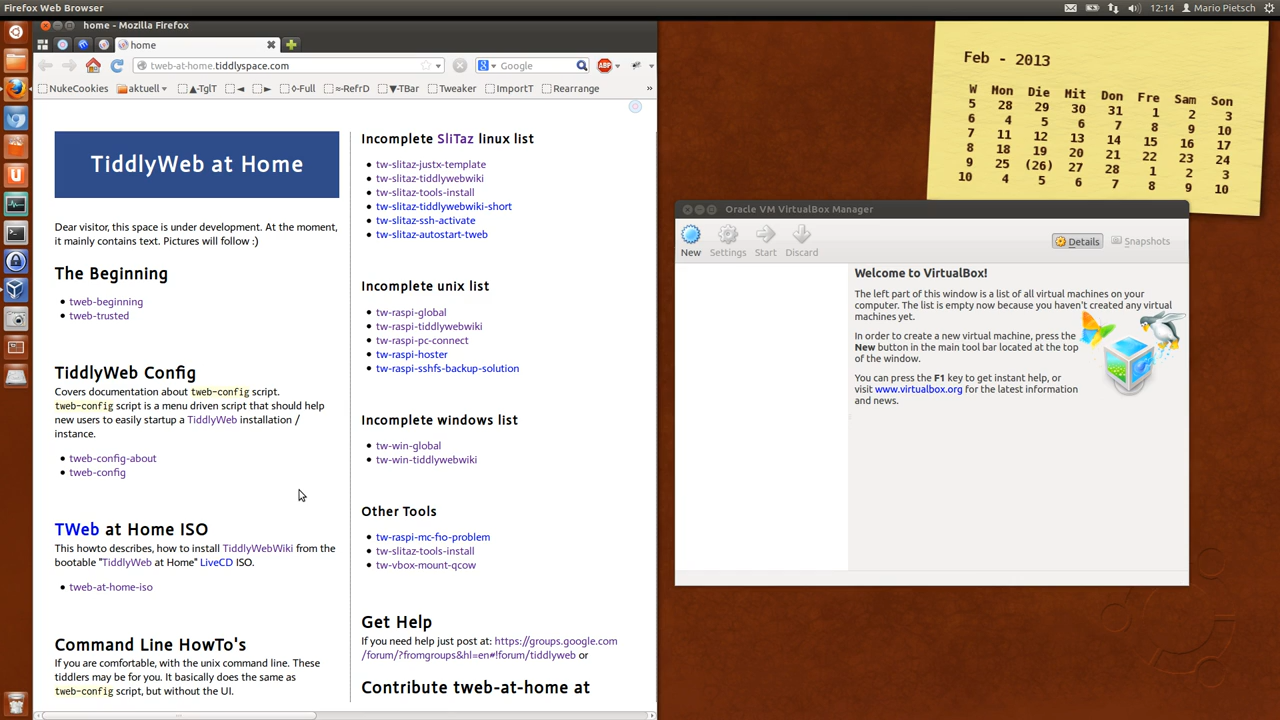 Firefox Web Browser
12:14
Mario Pietsch
home - Mozilla Firefox
home
tweb-at-home.tiddlyspace.com
Google
ABP
NukeCookies
aktuell
▲-TglT
◄
►
◊-Full
≈-RefrD
▼-TBar
Tweaker
ImportT
Rearrange
»
TiddlyWeb at Home
Dear visitor, this space is under development. At the moment,
it mainly contains text. Pictures will follow :)
The Beginning
tweb-beginning
tweb-trusted
TiddlyWeb Config
Covers documentation about tweb-config script.
tweb-config script is a menu driven script that should help
new users to easily startup a TiddlyWeb installation /
instance.
tweb-config-about
tweb-config
TWeb at Home ISO
This howto describes, how to install TiddlyWebWiki from the
bootable "TiddlyWeb at Home" LiveCD ISO.
tweb-at-home-iso
Command Line HowTo's
If you are comfortable, with the unix command line. These
tiddlers may be for you. It basically does the same as
tweb-config script, but without the UI.
Incomplete SliTaz linux list
tw-slitaz-justx-template
tw-slitaz-tiddlywebwiki
tw-slitaz-tools-install
tw-slitaz-tiddlywebwiki-short
tw-slitaz-ssh-activate
tw-slitaz-autostart-tweb
Incomplete unix list
tw-raspi-global
tw-raspi-tiddlywebwiki
tw-raspi-pc-connect
tw-raspi-hoster
tw-raspi-sshfs-backup-solution
Incomplete windows list
tw-win-global
tw-win-tiddlywebwiki
Other Tools
tw-raspi-mc-fio-problem
tw-slitaz-tools-install
tw-vbox-mount-qcow
Get Help
If you need help just post at: https://groups.google.com
/forum/?fromgroups&hl=en#!forum/tiddlyweb or
Contribute tweb-at-home at
Feb - 2013
W Mon Die Mit Don Fre Sam Son
5 28 29 30 31 1 2 3
6 4 5 6 7 8 9 10
7 11 12 13 14 15 16 17
8 18 19 20 21 22 23 24
9 25 (26) 27 28 1 2 3
10 4 5 6 7 8 9 10
Oracle VM VirtualBox Manager
New
Settings
Start
Discard
Details
Snapshots
Welcome to VirtualBox!
The left part of this window is a list of all virtual machines on your
computer. The list is empty now because you haven't created any virtual
machines yet.
In order to create a new virtual machine, press the
New button in the main tool bar located at the top
of the window.
You can press the F1 key to get instant help, or
visit www.virtualbox.org for the latest information
and news.